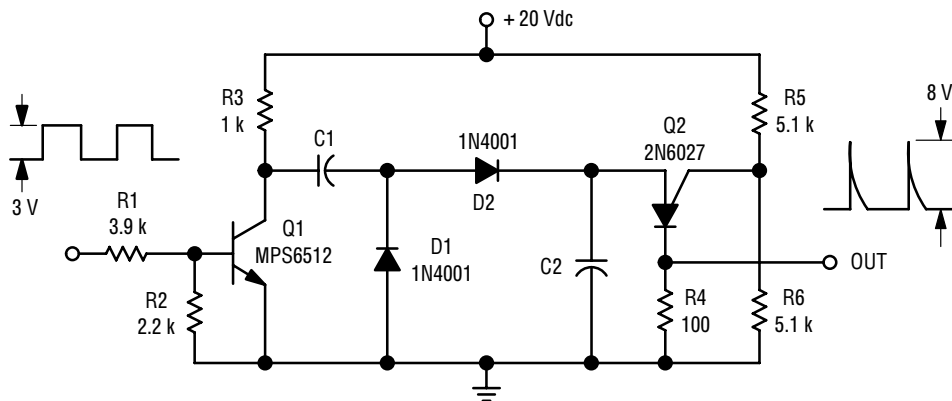 + 20 Vdc
R3
1 k
R5
5.1 k
8 V
C1
1N4001
D2
Q2
2N6027
3 V
R1
3.9 k
Q1
MPS6512
D1
1N4001
C2
OUT
R2
2.2 k
R4
100
R6
5.1 k